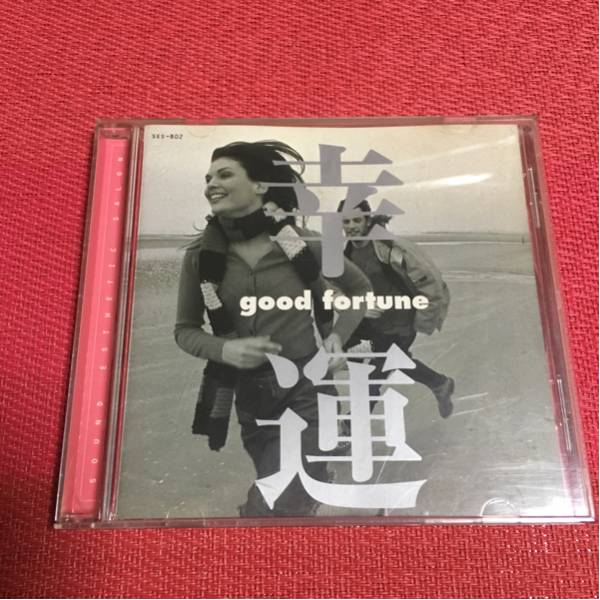 SES-802
幸
good fortune
運
SOUND ESTHETIC SALON